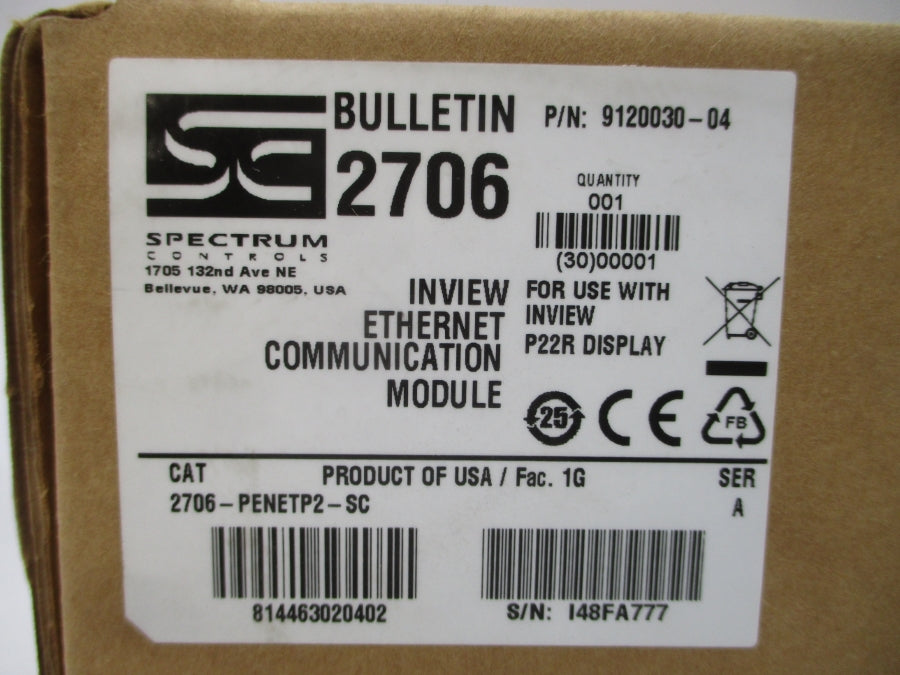 SC
BULLETIN
2706
P/N: 9120030-04
QUANTITY
001
(30)00001
SPECTRUM
CONTROLS
1705 132nd Ave NE
Bellevue, WA 98005, USA
INVIEW
ETHERNET
COMMUNICATION
MODULE
FOR USE WITH
INVIEW
P22R DISPLAY
25
CE
FB
CAT
PRODUCT OF USA / Fac. 1G
SER
2706-PENETP2-SC
A
814463020402
S/N: I48FA777